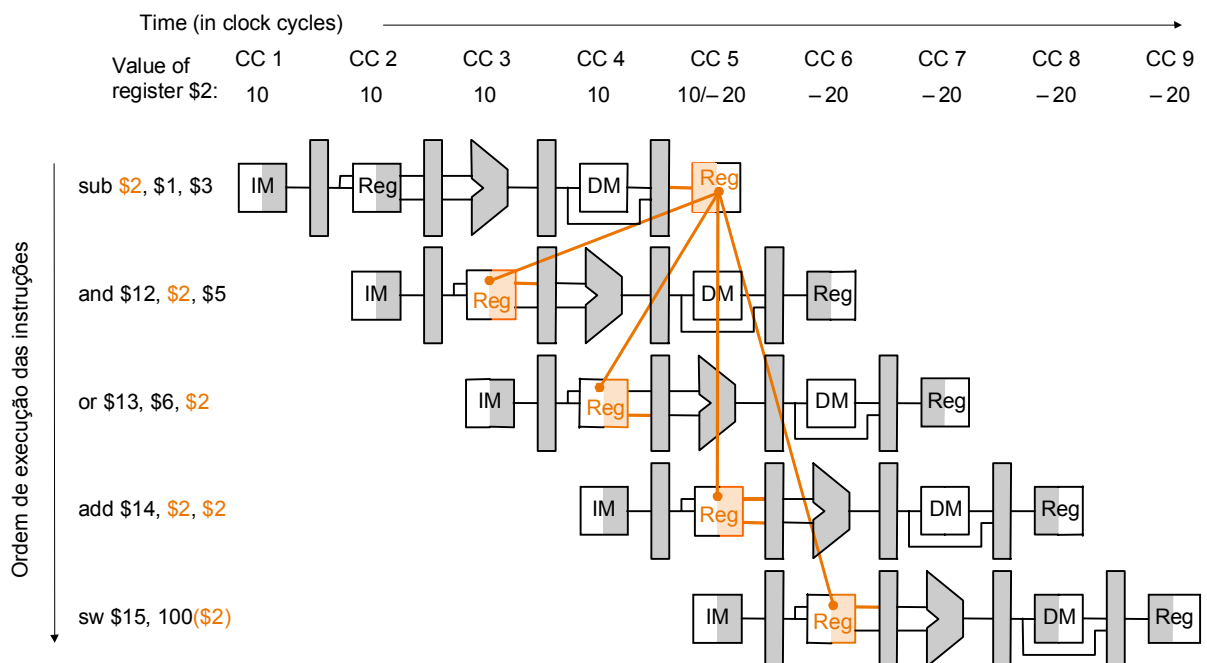 Time (in clock cycles)
CC 1 CC 2 CC 3 CC 4 CC 5 CC 6 CC 7 CC 8 CC 9
Value of
register $2: 10 10 10 10 10/– 20 – 20 – 20 – 20 – 20
Ordem de execução das instruções
sub $2, $1, $3 IM Reg DM Reg
and $12, $2, $5 IM Reg DM Reg
or $13, $6, $2 IM Reg DM Reg
add $14, $2, $2 IM Reg DM Reg
sw $15, 100($2) IM Reg DM Reg